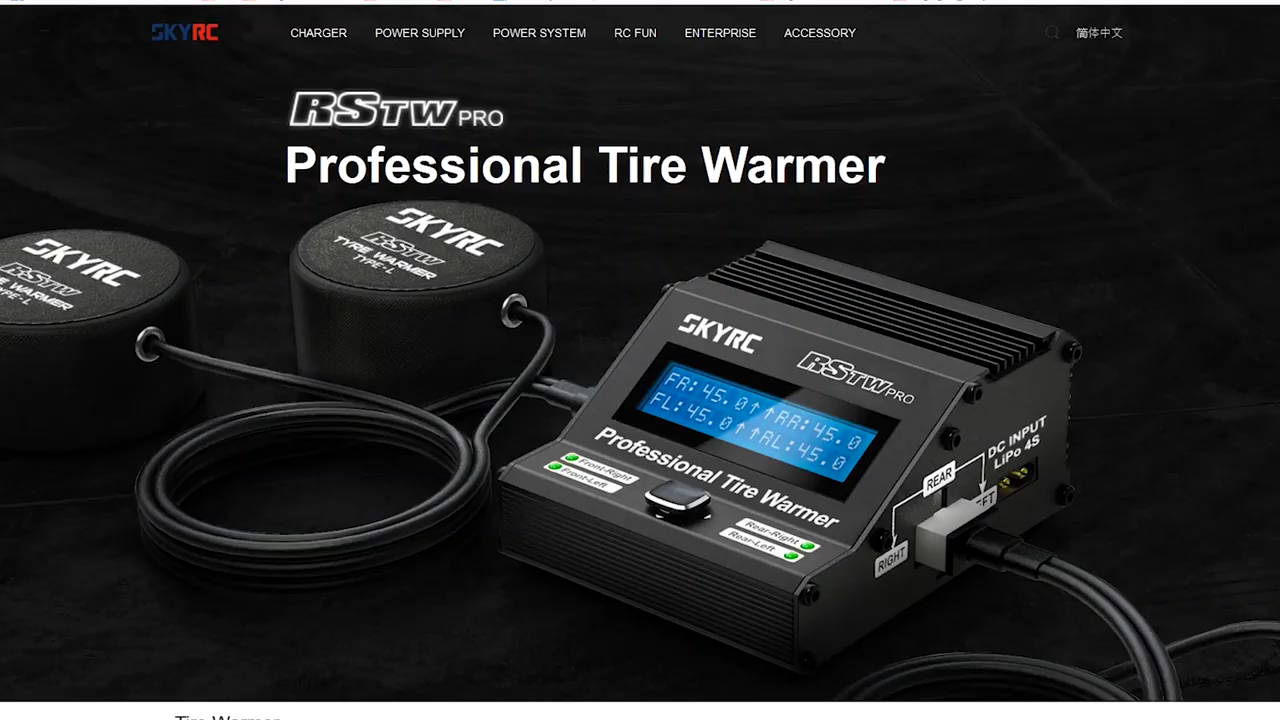 SKYRC
CHARGER POWER SUPPLY POWER SYSTEM RC FUN ENTERPRISE ACCESSORY 简体中文
RSTW PRO
Professional Tire Warmer
SKYRC
RSTW
TYRE WARMER
TYPE-L
SKYRC
RSTW
TYRE WARMER
TYPE-L
SKYRC
RSTW PRO
FR:45.0↑↑RR:45.0
FL:45.0↑↑RL:45.0
Professional Tire Warmer
Front-Right
Front-Left
Rear-Right
Rear-Left
DC INPUT
LiPo 4S
REAR
RIGHT
Tire Warmer